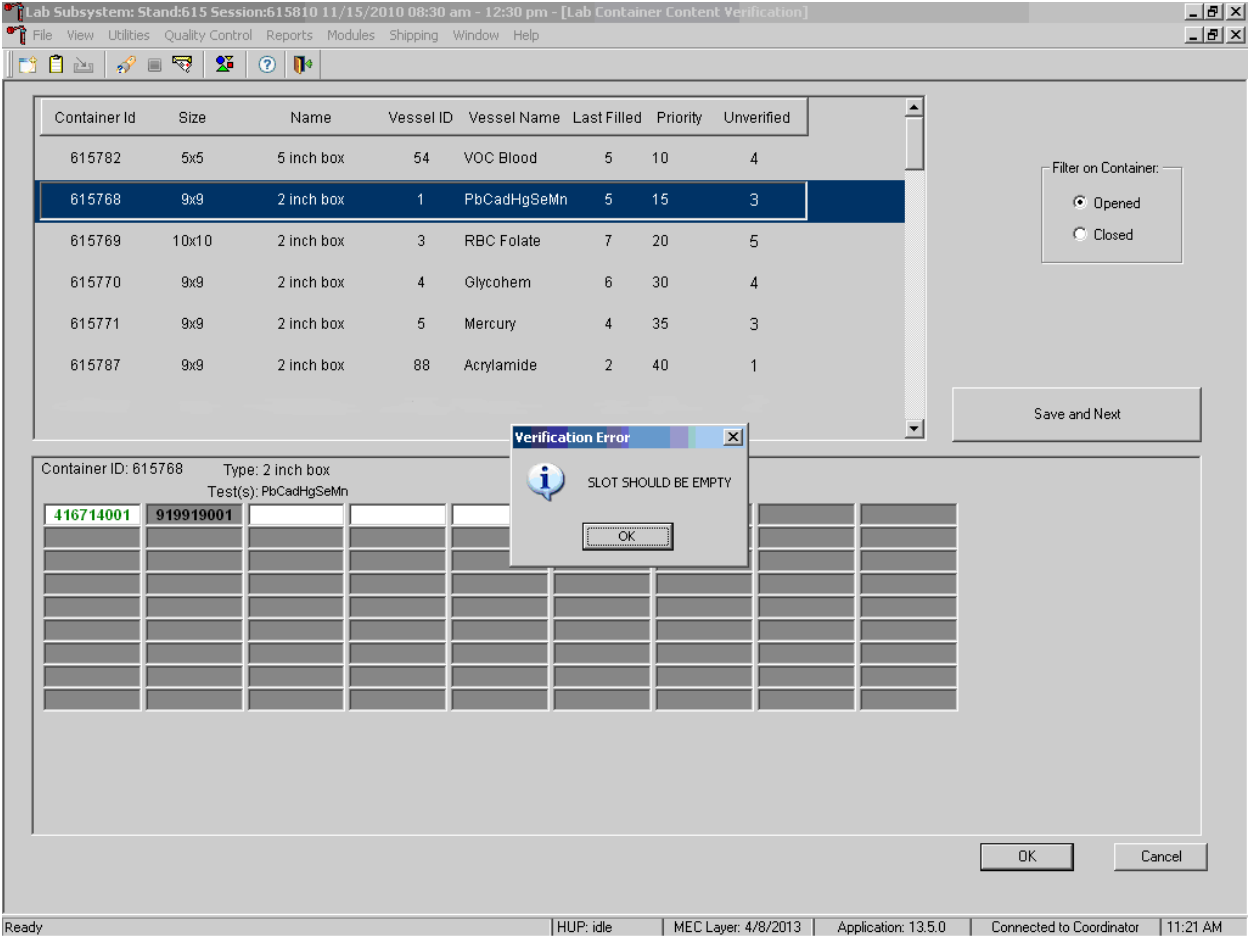 Lab Subsystem: Stand:615 Session:615810 11/15/2010 08:30 am - 12:30 pm - [Lab Container Content Verification]
File View Utilities Quality Control Reports Modules Shipping Window Help
Container Id Size Name Vessel ID Vessel Name Last Filled Priority Unverified
615782 5x5 5 inch box 54 VOC Blood 5 10 4
615768 9x9 2 inch box 1 PbCadHgSeMn 5 15 3
615769 10x10 2 inch box 3 RBC Folate 7 20 5
615770 9x9 2 inch box 4 Glycohem 6 30 4
615771 9x9 2 inch box 5 Mercury 4 35 3
615787 9x9 2 inch box 88 Acrylamide 2 40 1
Filter on Container:
Opened
Closed
Save and Next
Verification Error
SLOT SHOULD BE EMPTY
OK
Container ID: 615768 Type: 2 inch box
Test(s): PbCadHgSeMn
416714001 919919001
OK Cancel
Ready HUP: idle MEC Layer: 4/8/2013 Application: 13.5.0 Connected to Coordinator 11:21 AM